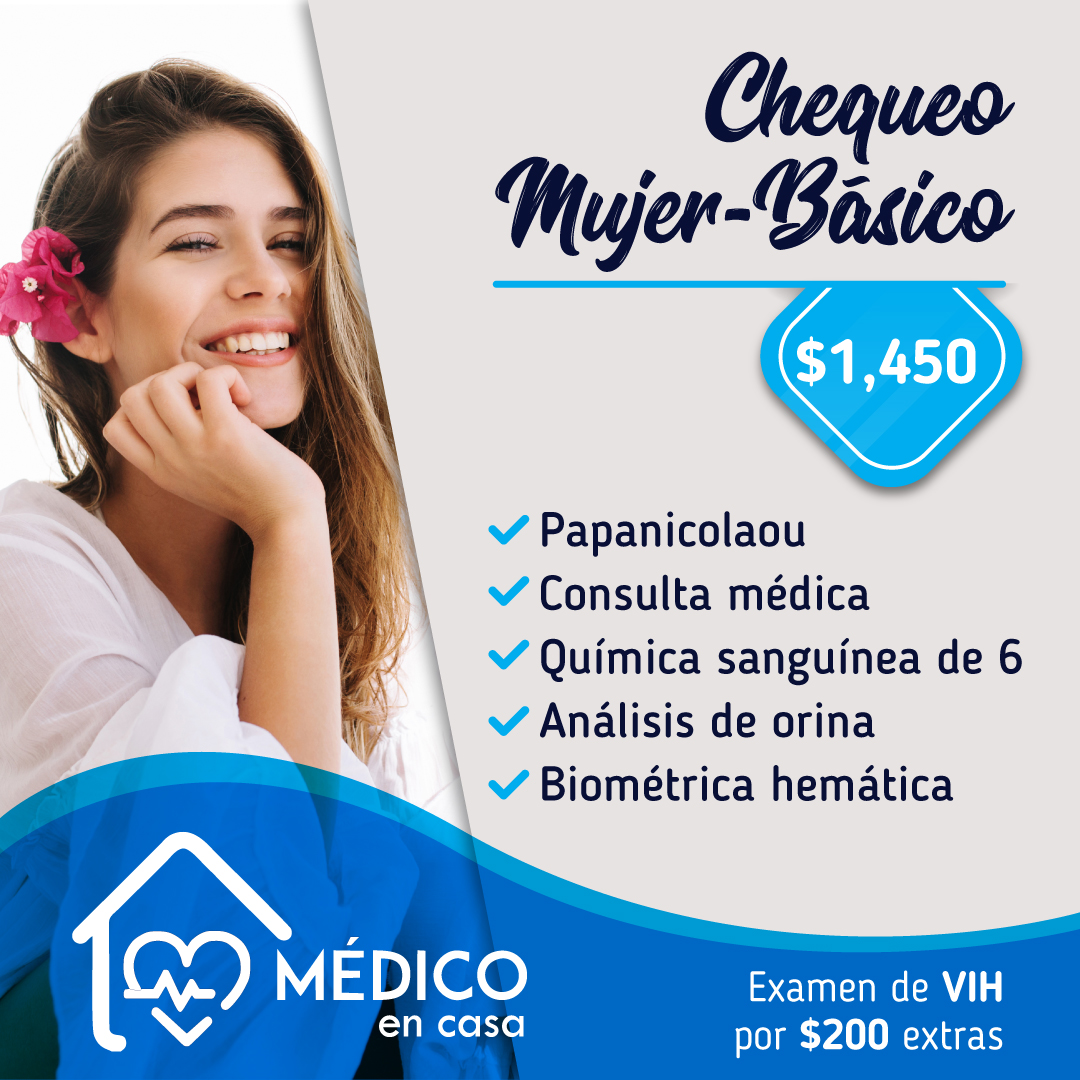 Chequeo
Mujer-Básico
$1,450
Papanicolaou
Consulta médica
Química sanguínea de 6
Análisis de orina
Biométrica hemática
MÉDICO
en casa
Examen de VIH
por $200 extras